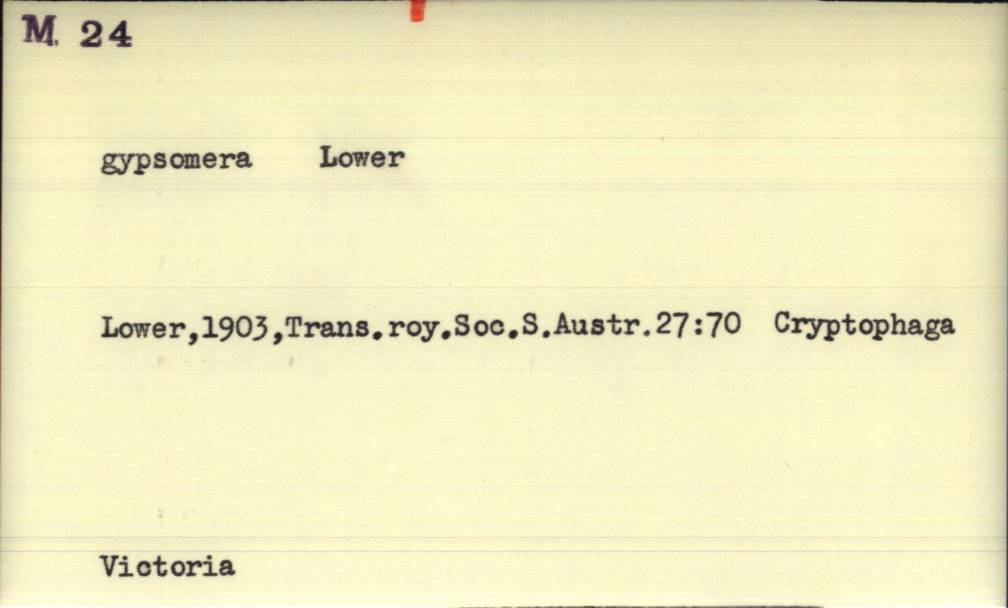 M. 24
gypsomera Lower
Lower,1903,Trans.roy.Soc.S.Austr.27:70 Cryptophaga
Victoria